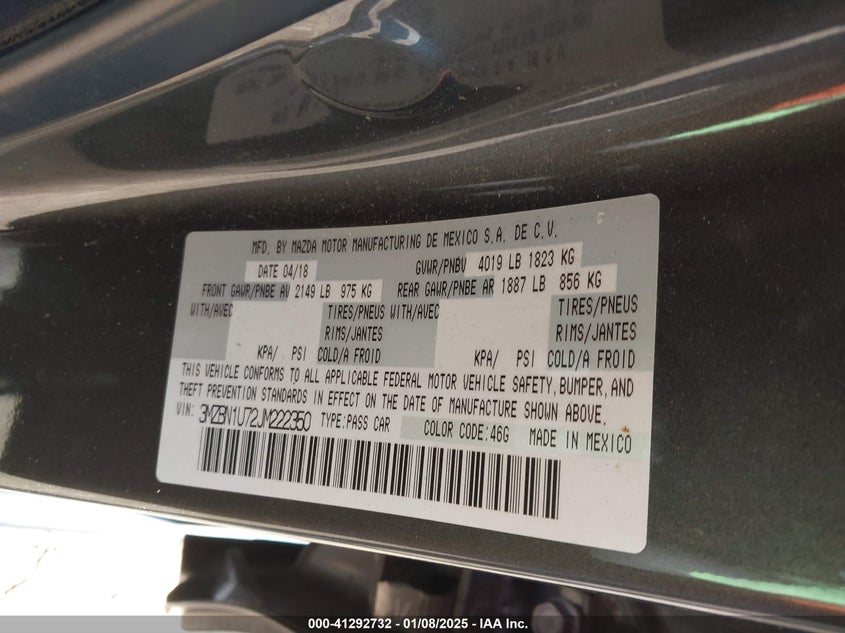 MFD. BY MAZDA MOTOR MANUFACTURING DE MEXICO S.A. DE C.V.
DATE 04/18 GVWR/PNBV 4019 LB 1823 KG
FRONT GAWR/PNBE AV 2149 LB 975 KG REAR GAWR/PNBE AR 1887 LB 856 KG
WITH/AVEC TIRES/PNEUS WITH/AVEC TIRES/PNEUS
RIMS/JANTES RIMS/JANTES
KPA/ PSI COLD/A FROID KPA/ PSI COLD/A FROID
THIS VEHICLE CONFORMS TO ALL APPLICABLE FEDERAL MOTOR VEHICLE SAFETY, BUMPER, AND
THEFT PREVENTION STANDARDS IN EFFECT ON THE DATE OF MANUFACTURE SHOWN ABOVE.
VIN: 3MZBN1U72JM222350 TYPE:PASS CAR COLOR CODE:46G MADE IN MEXICO
000-41292732 - 01/08/2025 - IAA Inc.